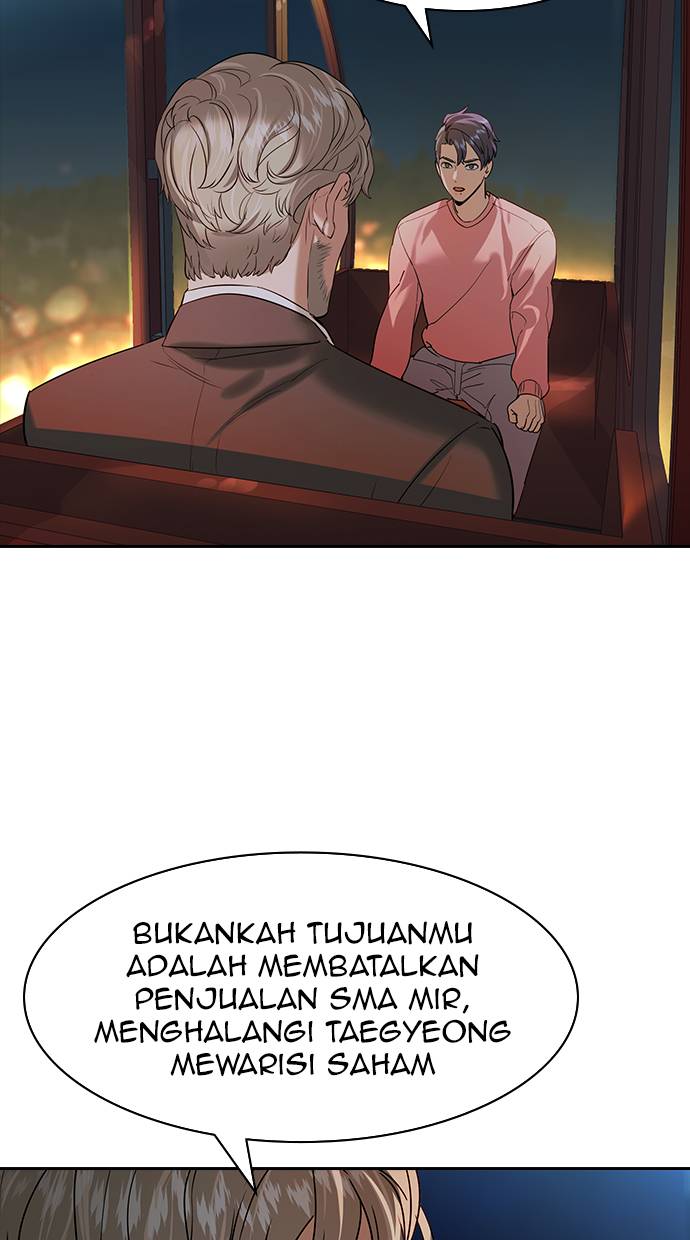 BUKANKAH TUJUANMU
ADALAH MEMBATALKAN
PENJUALAN SMA MIR,
MENGHALANGI TAEGYEONG
MEWARISI SAHAM